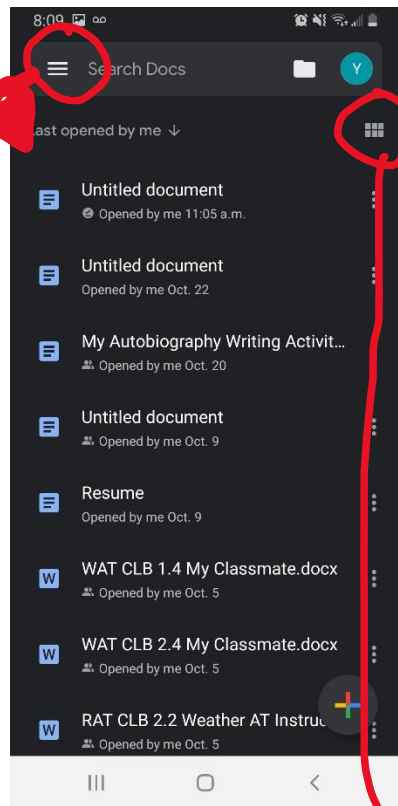 8:09
Search Docs
Y
Last opened by me ↓
Untitled document
Opened by me 11:05 a.m.
Untitled document
Opened by me Oct. 22
My Autobiography Writing Activit...
Opened by me Oct. 20
Untitled document
Opened by me Oct. 9
Resume
Opened by me Oct. 9
W
WAT CLB 1.4 My Classmate.docx
Opened by me Oct. 5
W
WAT CLB 2.4 My Classmate.docx
Opened by me Oct. 5
W
RAT CLB 2.2 Weather AT Instru
Opened by me Oct. 5